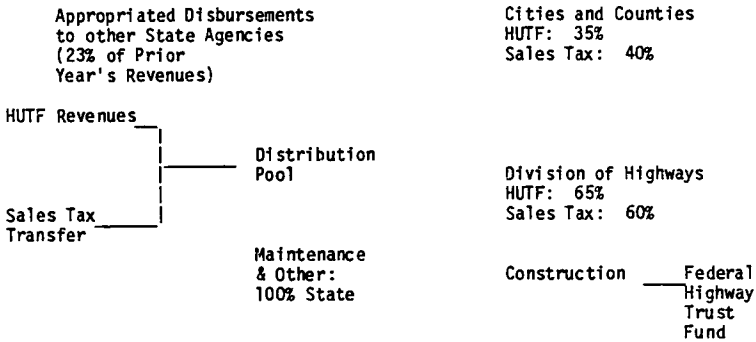 Appropriated Disbursements
to other State Agencies
(23% of Prior
Year's Revenues)
Cities and Counties
HUTF: 35%
Sales Tax: 40%
HUTF Revenues
Distribution
Pool
Division of Highways
HUTF: 65%
Sales Tax: 60%
Sales Tax
Transfer
Maintenance
& Other:
100% State
Construction
Federal
Highway
Trust
Fund